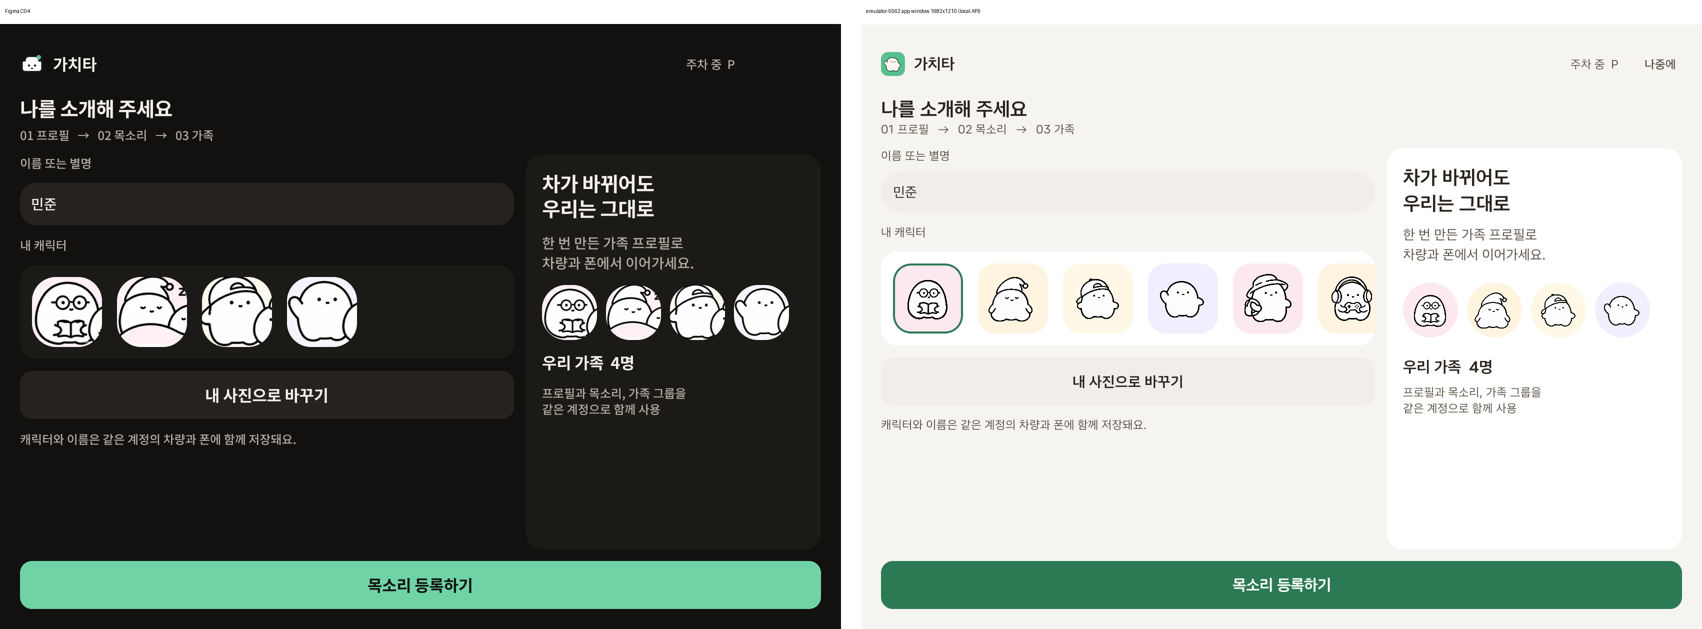 Figma C04
가치타
주차 중 P
나를 소개해 주세요
01 프로필 → 02 목소리 → 03 가족
이름 또는 별명
민준
내 캐릭터
내 사진으로 바꾸기
캐릭터와 이름은 같은 계정의 차량과 폰에 함께 저장돼요.
차가 바뀌어도
우리는 그대로
한 번 만든 가족 프로필로
차량과 폰에서 이어가세요.
우리 가족 4명
프로필과 목소리, 가족 그룹을
같은 계정으로 함께 사용
목소리 등록하기
emulator-5562 app window 1682x1210 (local API)
가치타
주차 중 P
나중에
나를 소개해 주세요
01 프로필 → 02 목소리 → 03 가족
이름 또는 별명
민준
내 캐릭터
내 사진으로 바꾸기
캐릭터와 이름은 같은 계정의 차량과 폰에 함께 저장돼요.
차가 바뀌어도
우리는 그대로
한 번 만든 가족 프로필로
차량과 폰에서 이어가세요.
우리 가족 4명
프로필과 목소리, 가족 그룹을
같은 계정으로 함께 사용
목소리 등록하기